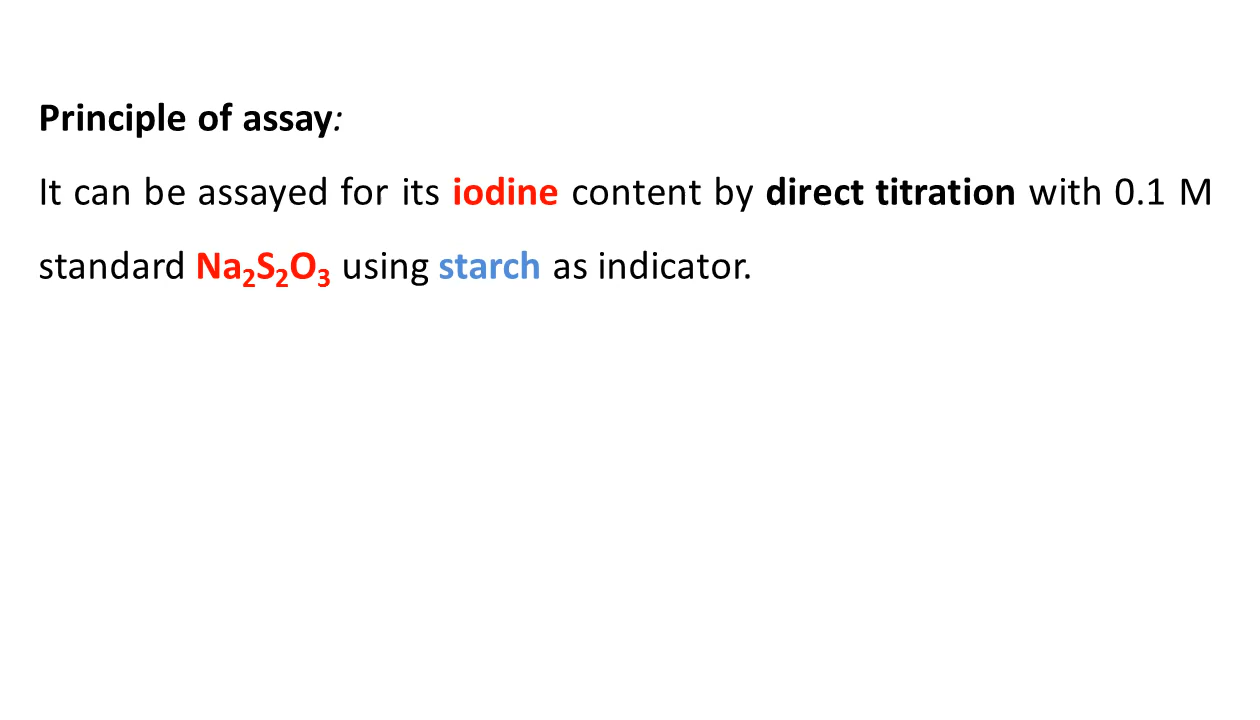 Principle of assay:
It can be assayed for its iodine content by direct titration with 0.1 M
standard Na₂S₂O₃ using starch as indicator.